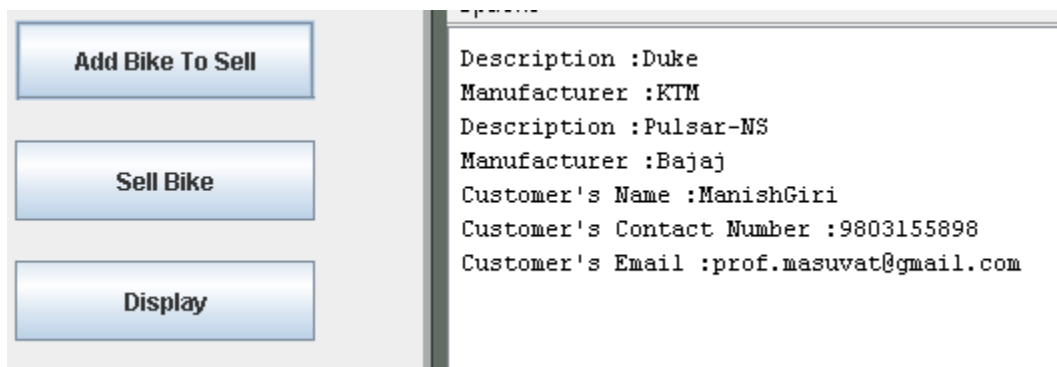 Add Bike To Sell
Sell Bike
Display
Description :Duke
Manufacturer :KTM
Description :Pulsar-NS
Manufacturer :Bajaj
Customer's Name :ManishGiri
Customer's Contact Number :9803155898
Customer's Email :prof.masuvat@gmail.com